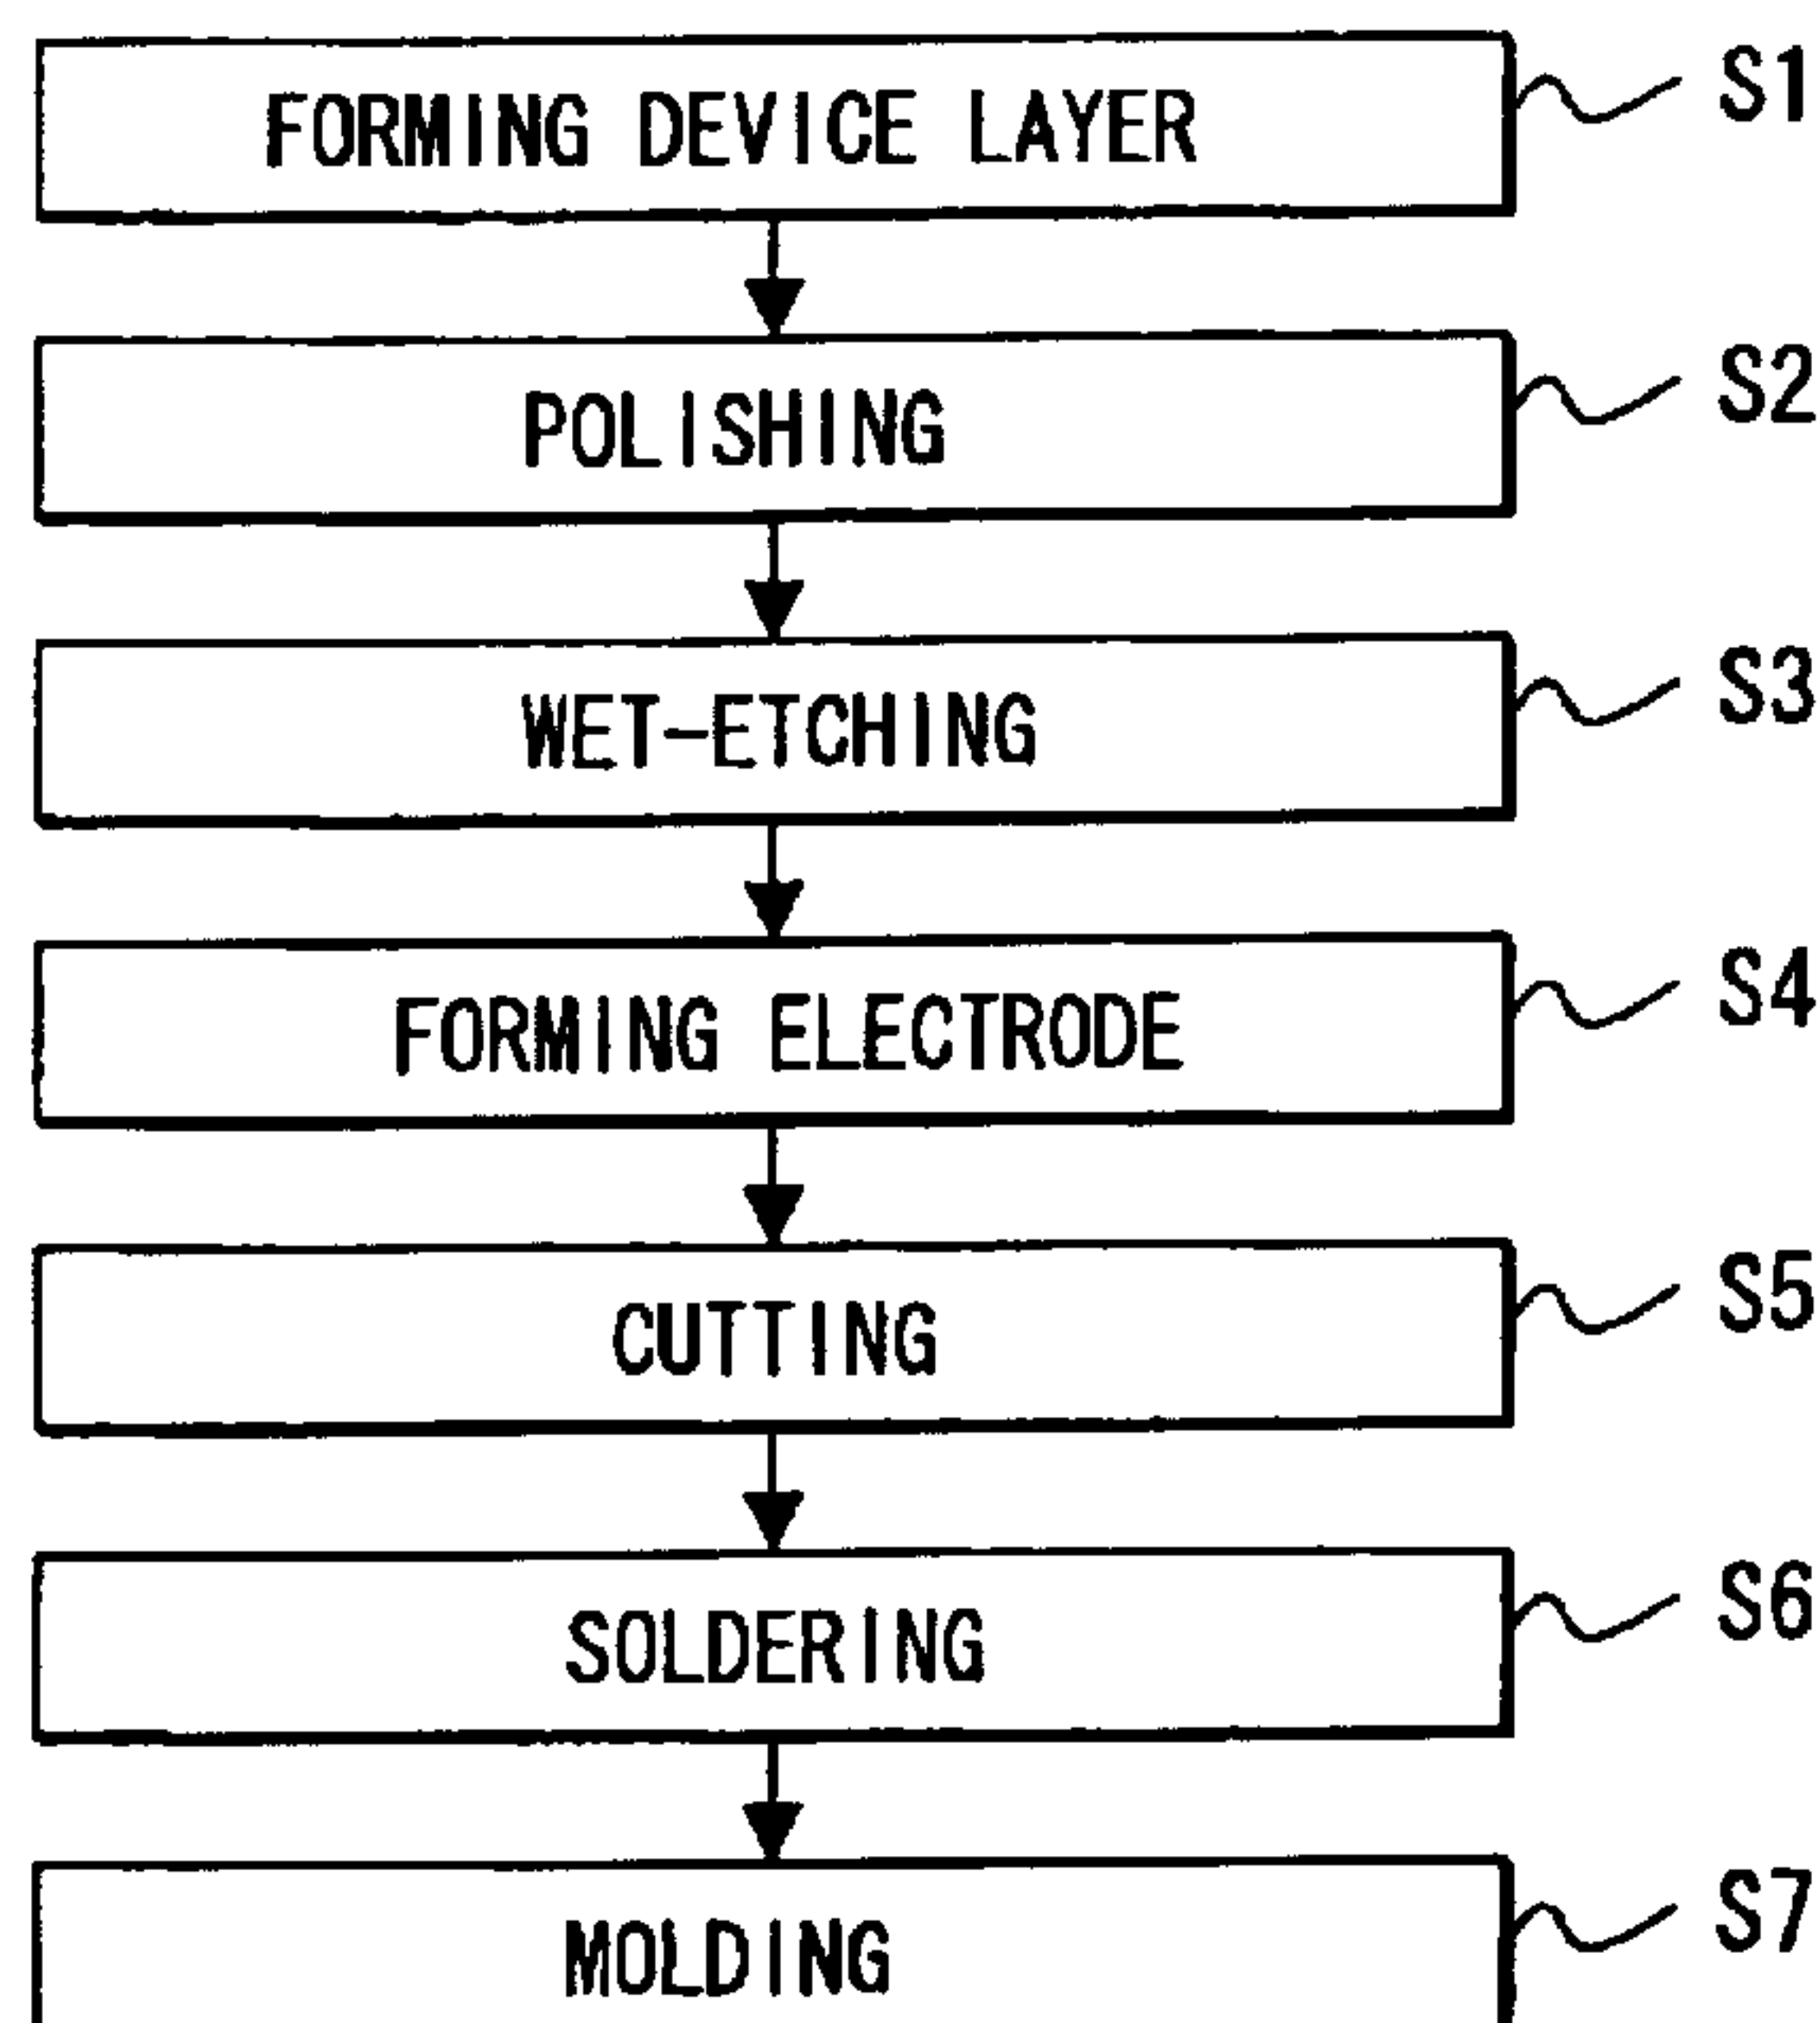 FORMING DEVICE LAYER S1
POLISHING S2
WET-ETCHING S3
FORMING ELECTRODE S4
CUTTING S5
SOLDERING S6
MOLDING S7